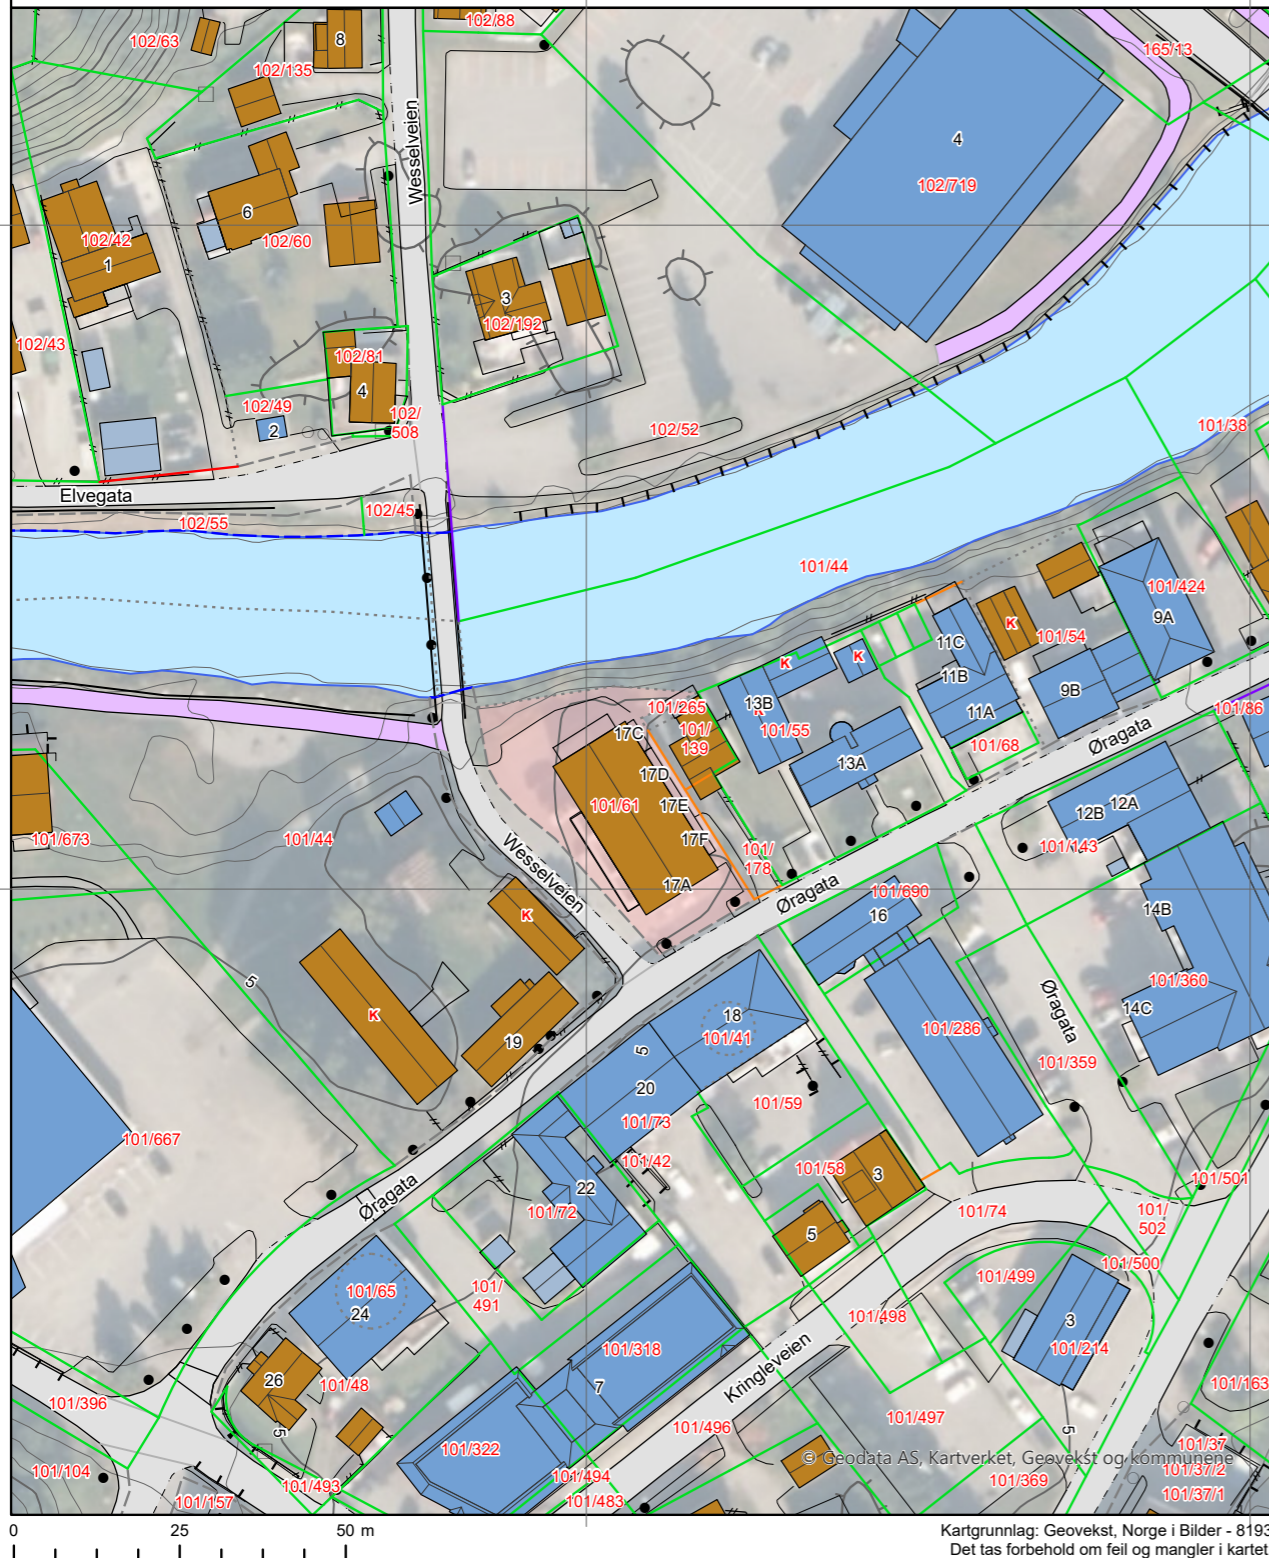 102/88
102/63
8
165/13
102/135
Wesselveien
4
102/719
6
102/42
102/60
1
3
102/192
102/43
102/81
4
102/49
102/
508
2
102/52
101/38
Elvegata
102/45
102/55
101/44
101/424
9A
K
11C
101/54
K
K
11B
9B
13B
K
101/265
101/55
11A
101/86
17C
101/
139
101/68
Øragata
13A
17D
101/61
17E
12A
12B
101/673
101/44
17F
101/
178
101/143
Wesselveien
17A
Øragata
101/690
16
14B
K
5
101/360
Øragata
14C
K
18
101/41
101/286
19
5
101/359
20
101/59
101/73
101/667
101/42
101/58
3
22
101/501
Øragata
101/72
101/74
101/
502
5
101/500
101/499
101/65
101/
491
24
101/498
3
101/318
101/214
Kringleveien
26
101/48
7
101/163
101/396
101/497
101/496
5
5
101/322
101/37
© Geodata AS, Kartverket, Geovekst og kommunene
101/104
101/494
101/37/2
101/493
101/369
101/157
101/483
101/37/1
0 25 50 m
Kartgrunnlag: Geovekst, Norge i Bilder - 8193
Det tas forbehold om feil og mangler i kartet